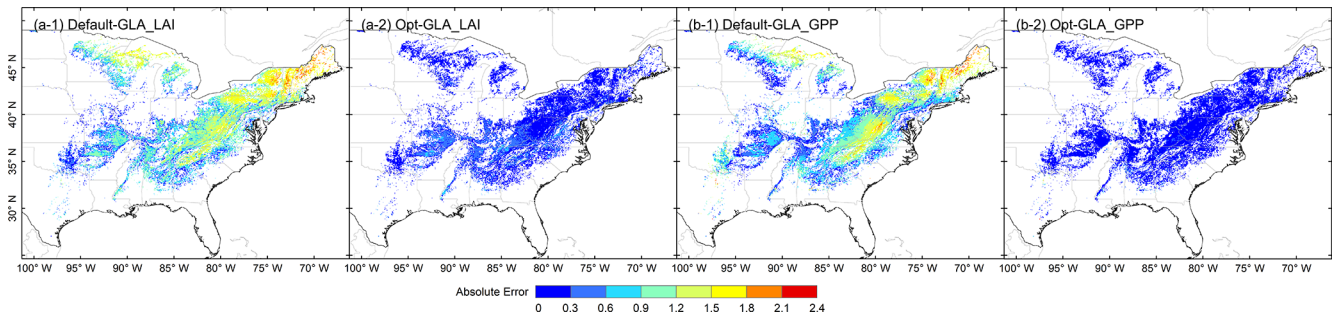 (a-1) Default-GLA_LAI (a-2) Opt-GLA_LAI (b-1) Default-GLA_GPP (b-2) Opt-GLA_GPP
45° N
40° N
35° N
30° N
100° W 95° W 90° W 85° W 80° W 75° W 70° W 100° W 95° W 90° W 85° W 80° W 75° W 70° W 100° W 95° W 90° W 85° W 80° W 75° W 70° W 100° W 95° W 90° W 85° W 80° W 75° W 70° W
Absolute Error
0 0.3 0.6 0.9 1.2 1.5 1.8 2.1 2.4